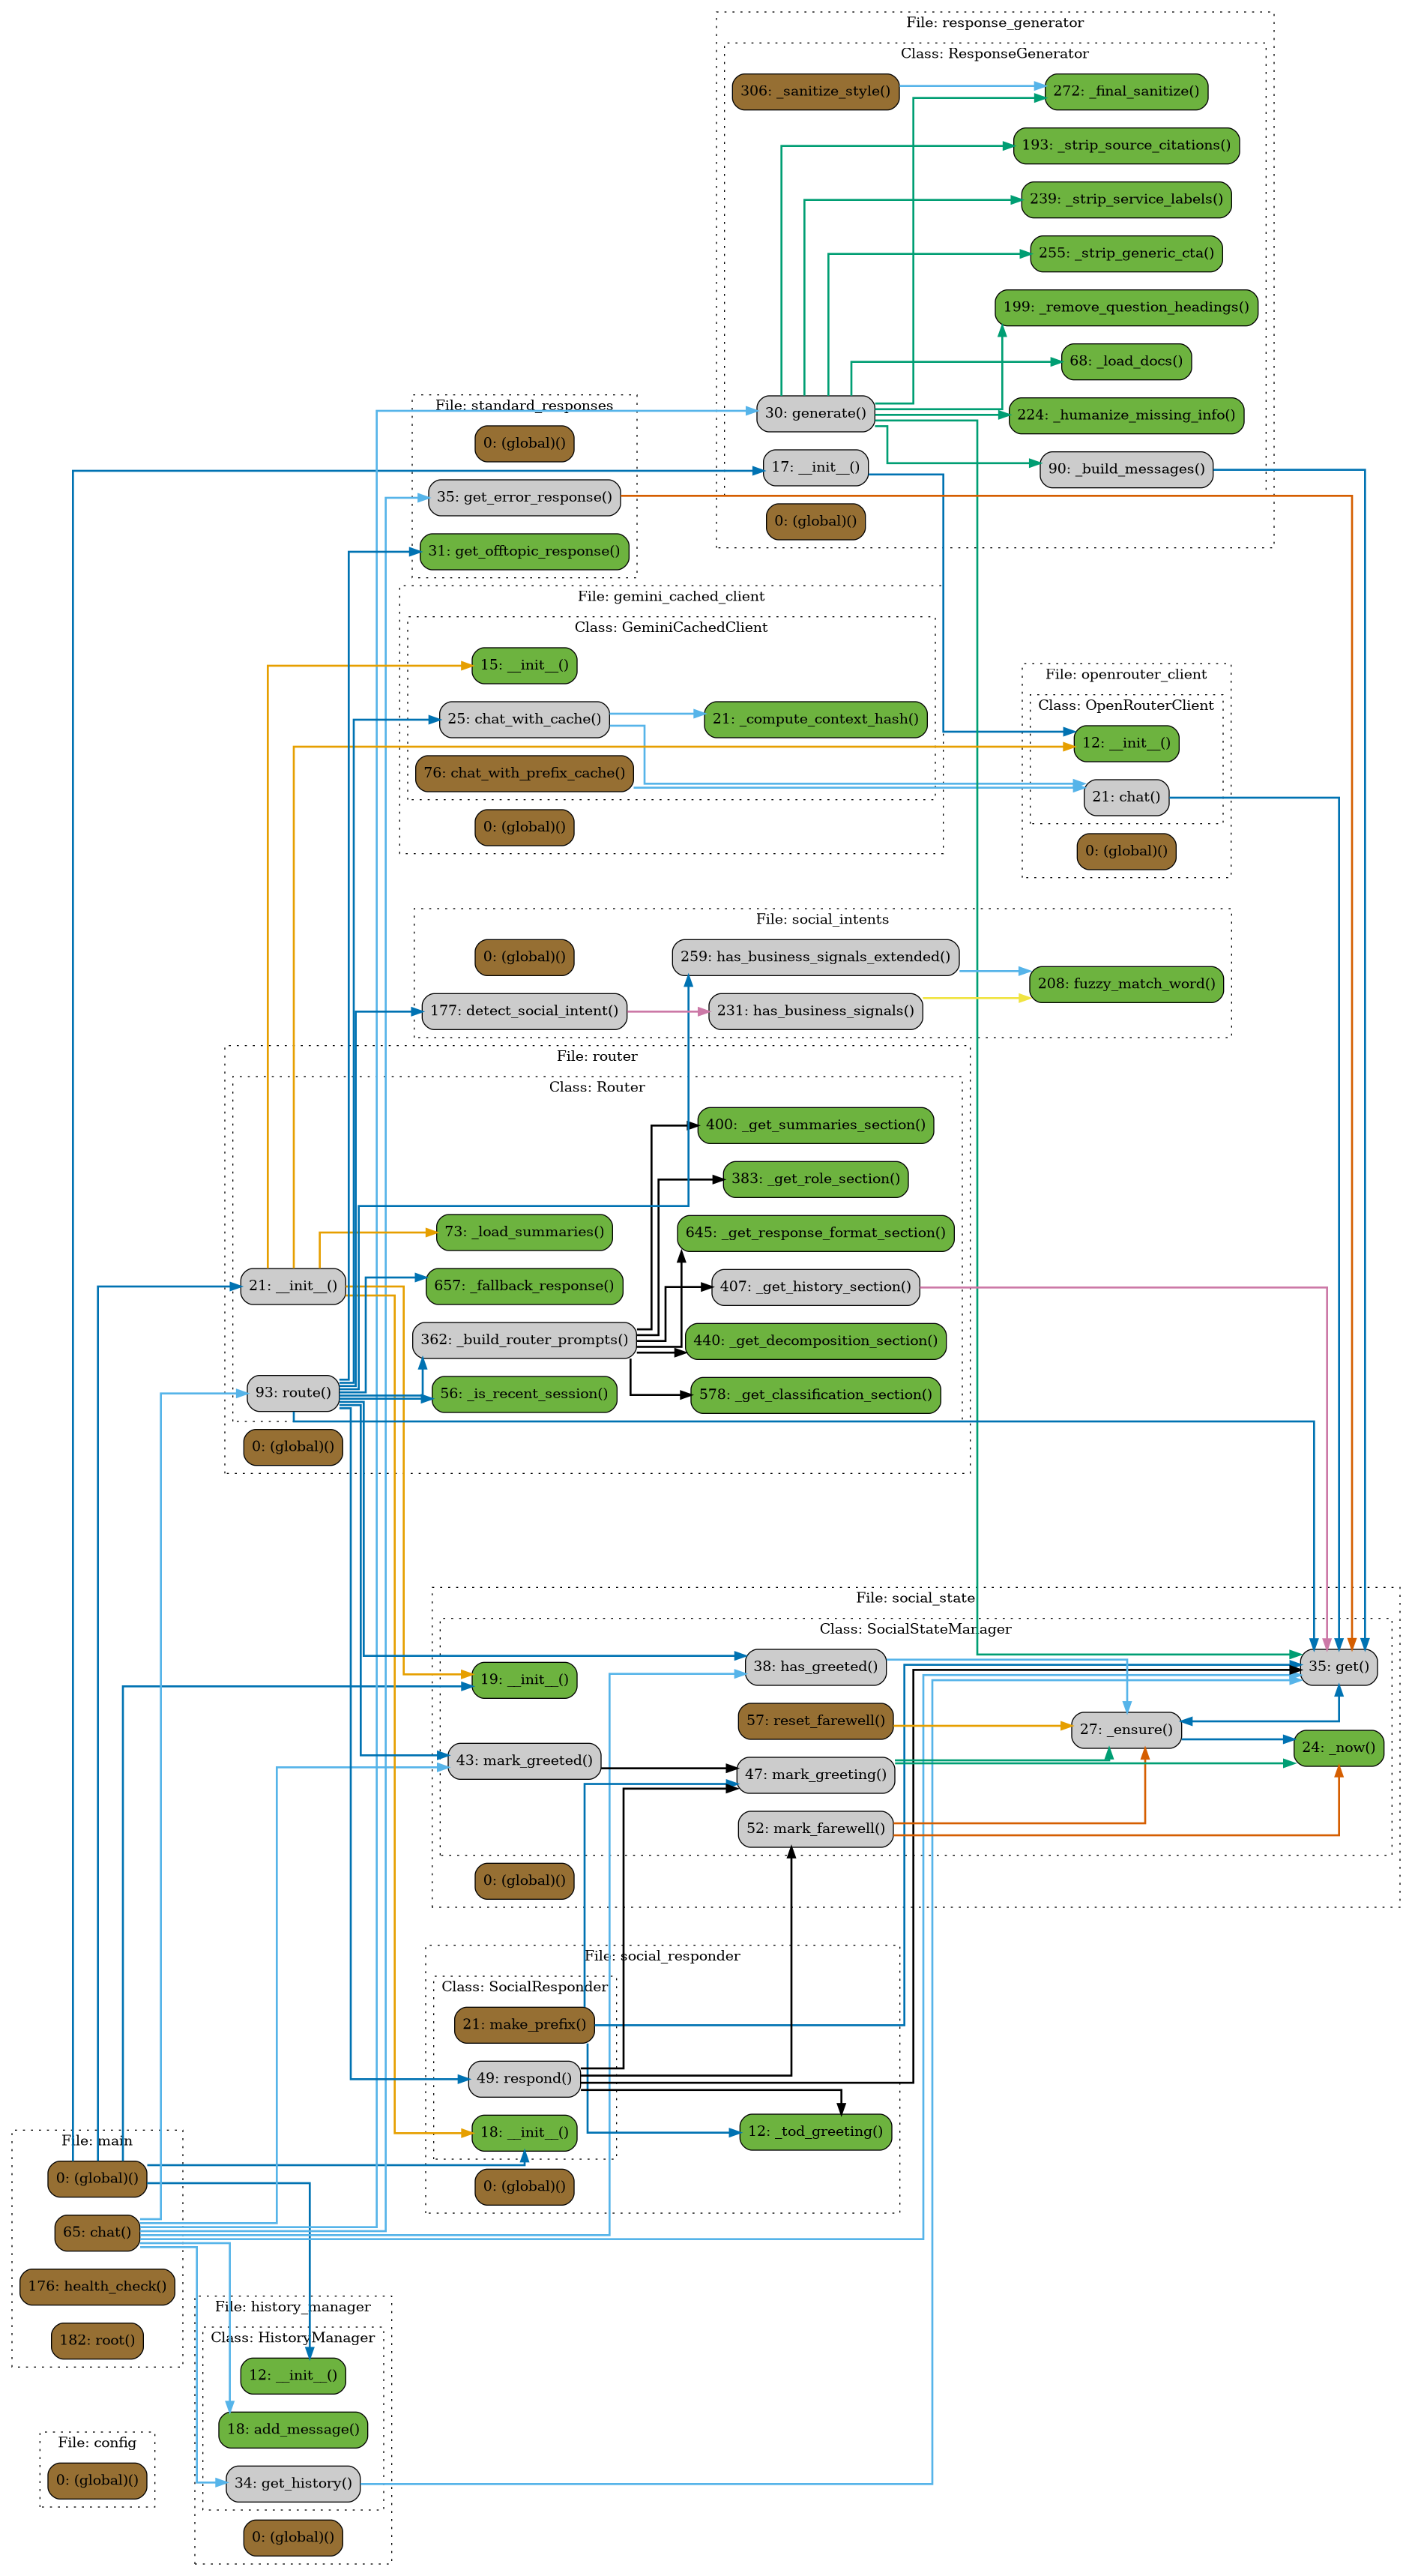 File: response_generator
Class: ResponseGenerator
306: _sanitize_style()
272: _final_sanitize()
193: _strip_source_citations()
239: _strip_service_labels()
255: _strip_generic_cta()
199: _remove_question_headings()
68: _load_docs()
30: generate()
224: _humanize_missing_info()
17: __init__()
90: _build_messages()
0: (global)()
File: standard_responses
0: (global)()
35: get_error_response()
31: get_offtopic_response()
File: gemini_cached_client
Class: GeminiCachedClient
15: __init__()
25: chat_with_cache()
21: _compute_context_hash()
76: chat_with_prefix_cache()
0: (global)()
File: openrouter_client
Class: OpenRouterClient
12: __init__()
21: chat()
0: (global)()
File: social_intents
0: (global)()
259: has_business_signals_extended()
208: fuzzy_match_word()
177: detect_social_intent()
231: has_business_signals()
File: router
Class: Router
400: _get_summaries_section()
383: _get_role_section()
73: _load_summaries()
645: _get_response_format_section()
21: __init__()
657: _fallback_response()
407: _get_history_section()
362: _build_router_prompts()
440: _get_decomposition_section()
93: route()
56: _is_recent_session()
578: _get_classification_section()
0: (global)()
File: social_state
Class: SocialStateManager
19: __init__()
38: has_greeted()
35: get()
57: reset_farewell()
27: _ensure()
24: _now()
43: mark_greeted()
47: mark_greeting()
52: mark_farewell()
0: (global)()
File: social_responder
Class: SocialResponder
21: make_prefix()
49: respond()
18: __init__()
12: _tod_greeting()
0: (global)()
File: main
0: (global)()
65: chat()
176: health_check()
182: root()
File: history_manager
Class: HistoryManager
12: __init__()
18: add_message()
34: get_history()
0: (global)()
File: config
0: (global)()